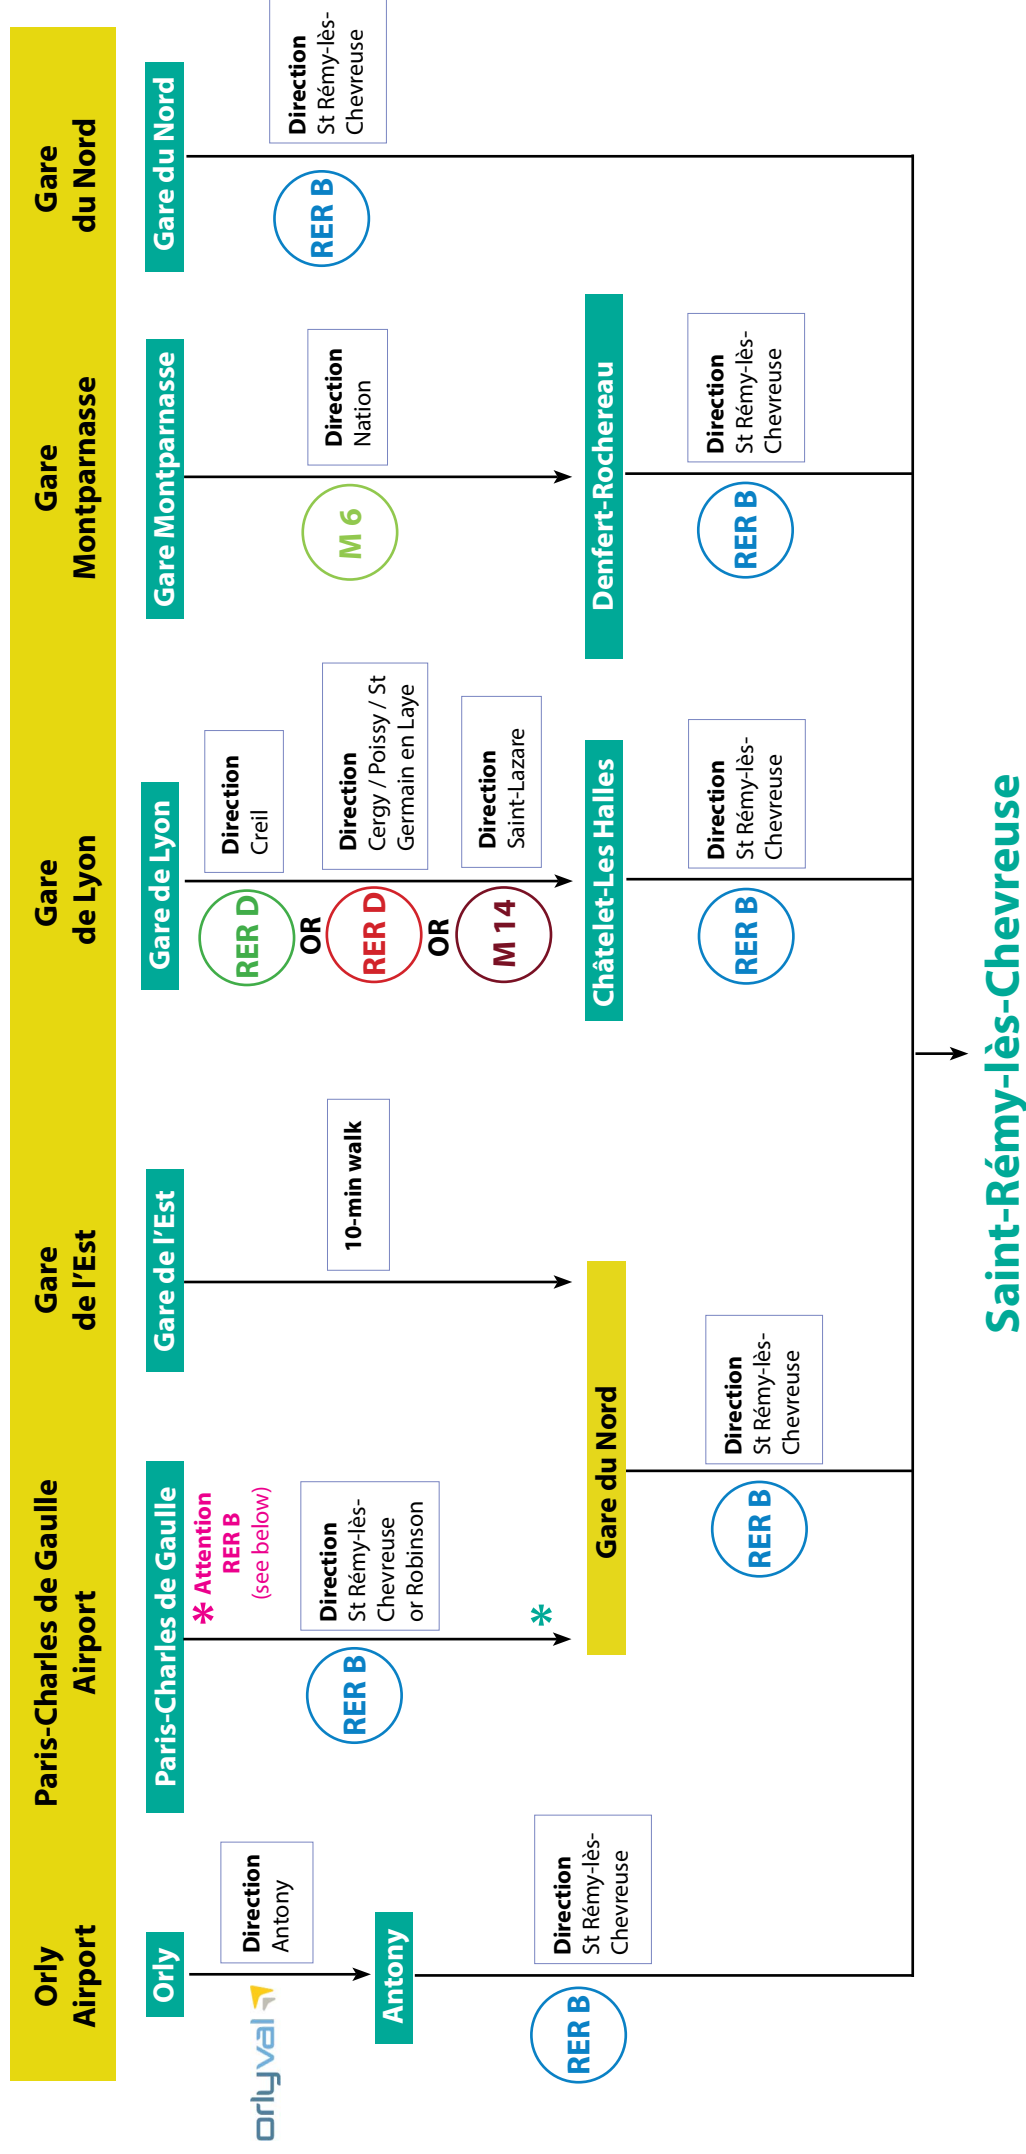 Orly
Airport
Paris-Charles de Gaulle
Airport
Gare
de l'Est
Gare
de Lyon
Gare
Montparnasse
Gare
du Nord
Orly
orlyval
Direction
Antony
Antony
RER B
Direction
St Rémy-lès-
Chevreuse
Paris-Charles de Gaulle
* Attention
RER B
(see below)
RER B
Direction
St Rémy-lès-
Chevreuse
or Robinson
*
Gare de l'Est
10-min walk
Gare du Nord
RER B
Direction
St Rémy-lès-
Chevreuse
Gare de Lyon
RER D
Direction
Creil
OR
RER D
Direction
Cergy / Poissy / St
Germain en Laye
OR
M 14
Direction
Saint-Lazare
Châtelet-Les Halles
RER B
Direction
St Rémy-lès-
Chevreuse
Gare Montparnasse
M 6
Direction
Nation
Denfert-Rochereau
RER B
Direction
St Rémy-lès-
Chevreuse
Gare du Nord
RER B
Direction
St Rémy-lès-
Chevreuse
Saint-Rémy-lès-Chevreuse